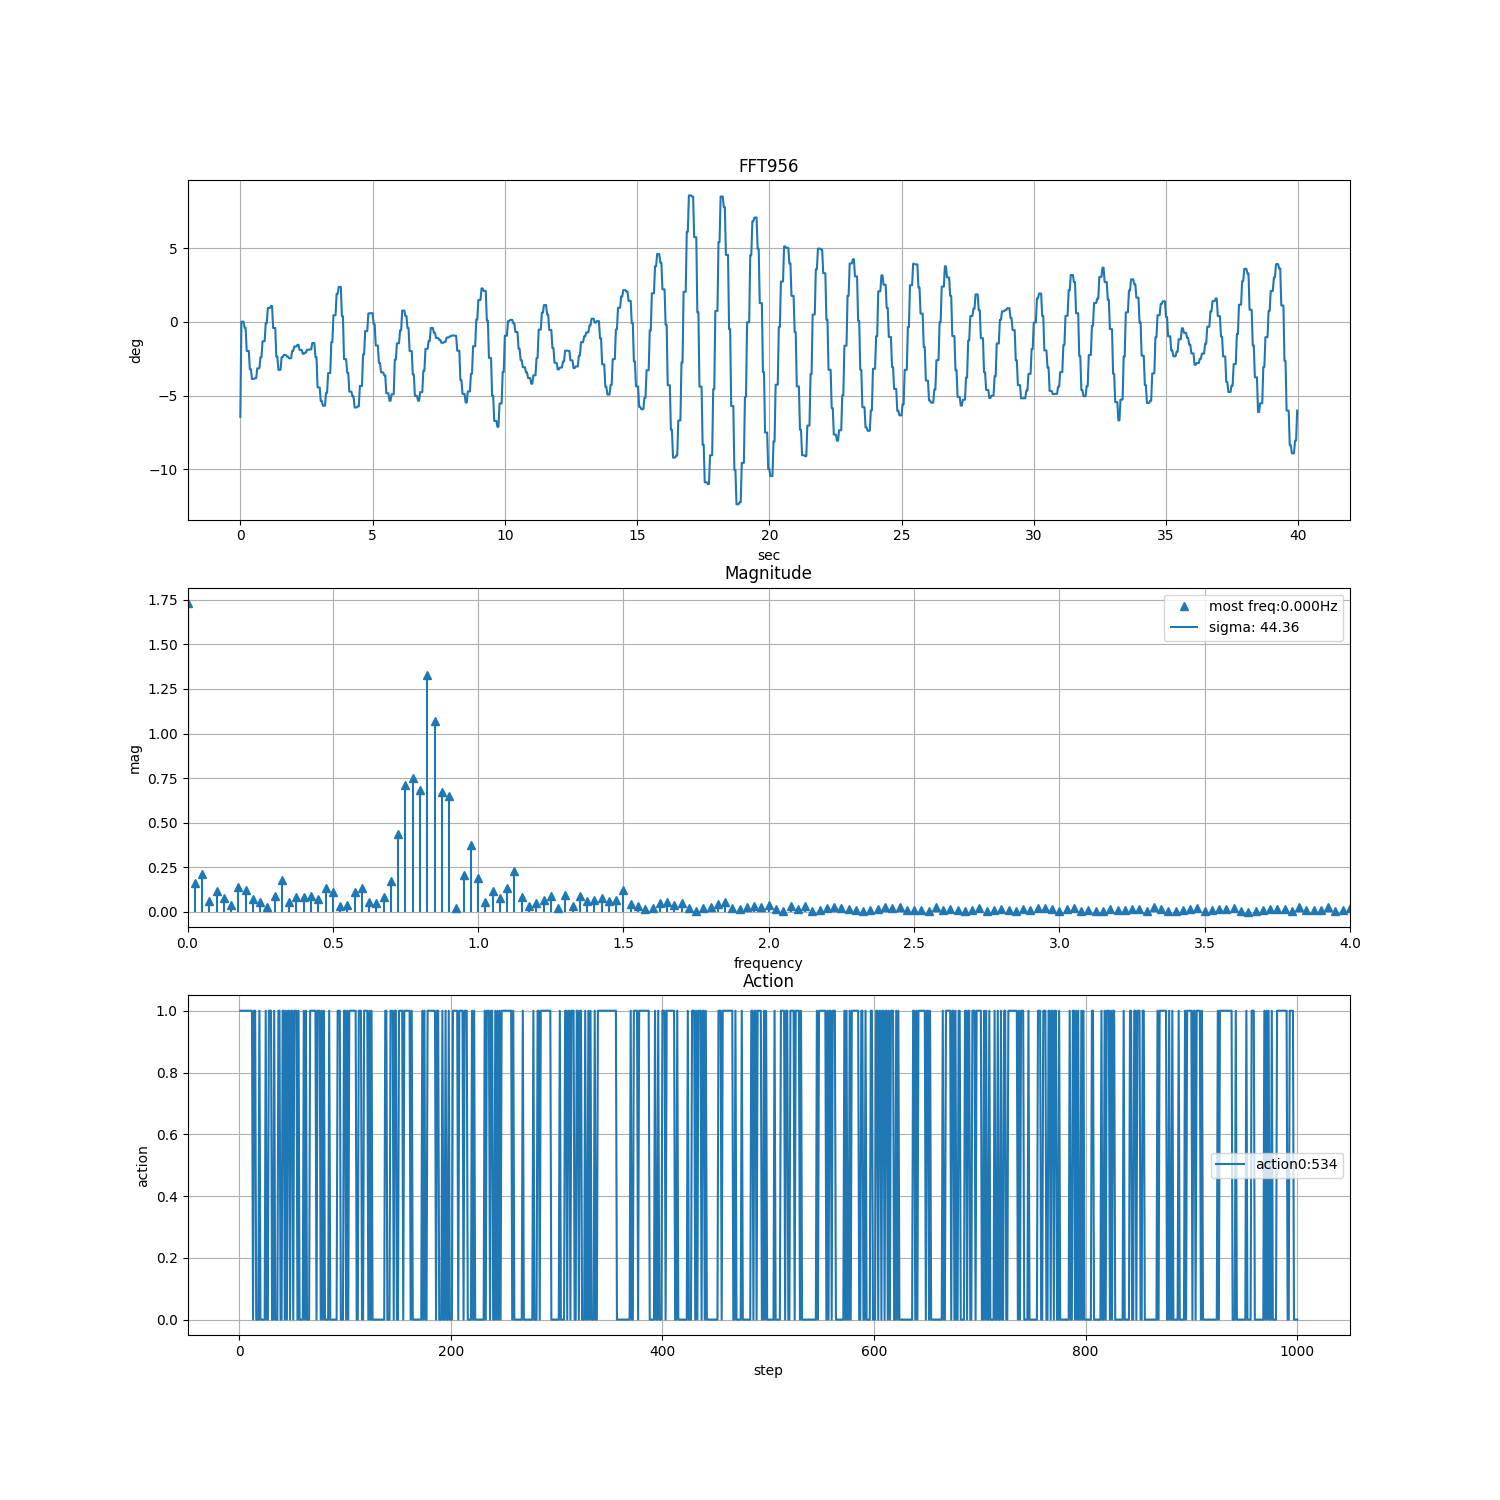 FFT956
5
0
−5
−10
deg
0 5 10 15 20 25 30 35 40
sec
Magnitude
1.75
1.50
1.25
1.00
0.75
0.50
0.25
0.00
mag
most freq:0.000Hz
sigma: 44.36
0.0 0.5 1.0 1.5 2.0 2.5 3.0 3.5 4.0
frequency
Action
1.0
0.8
0.6
0.4
0.2
0.0
action
action0:534
0 200 400 600 800 1000
step